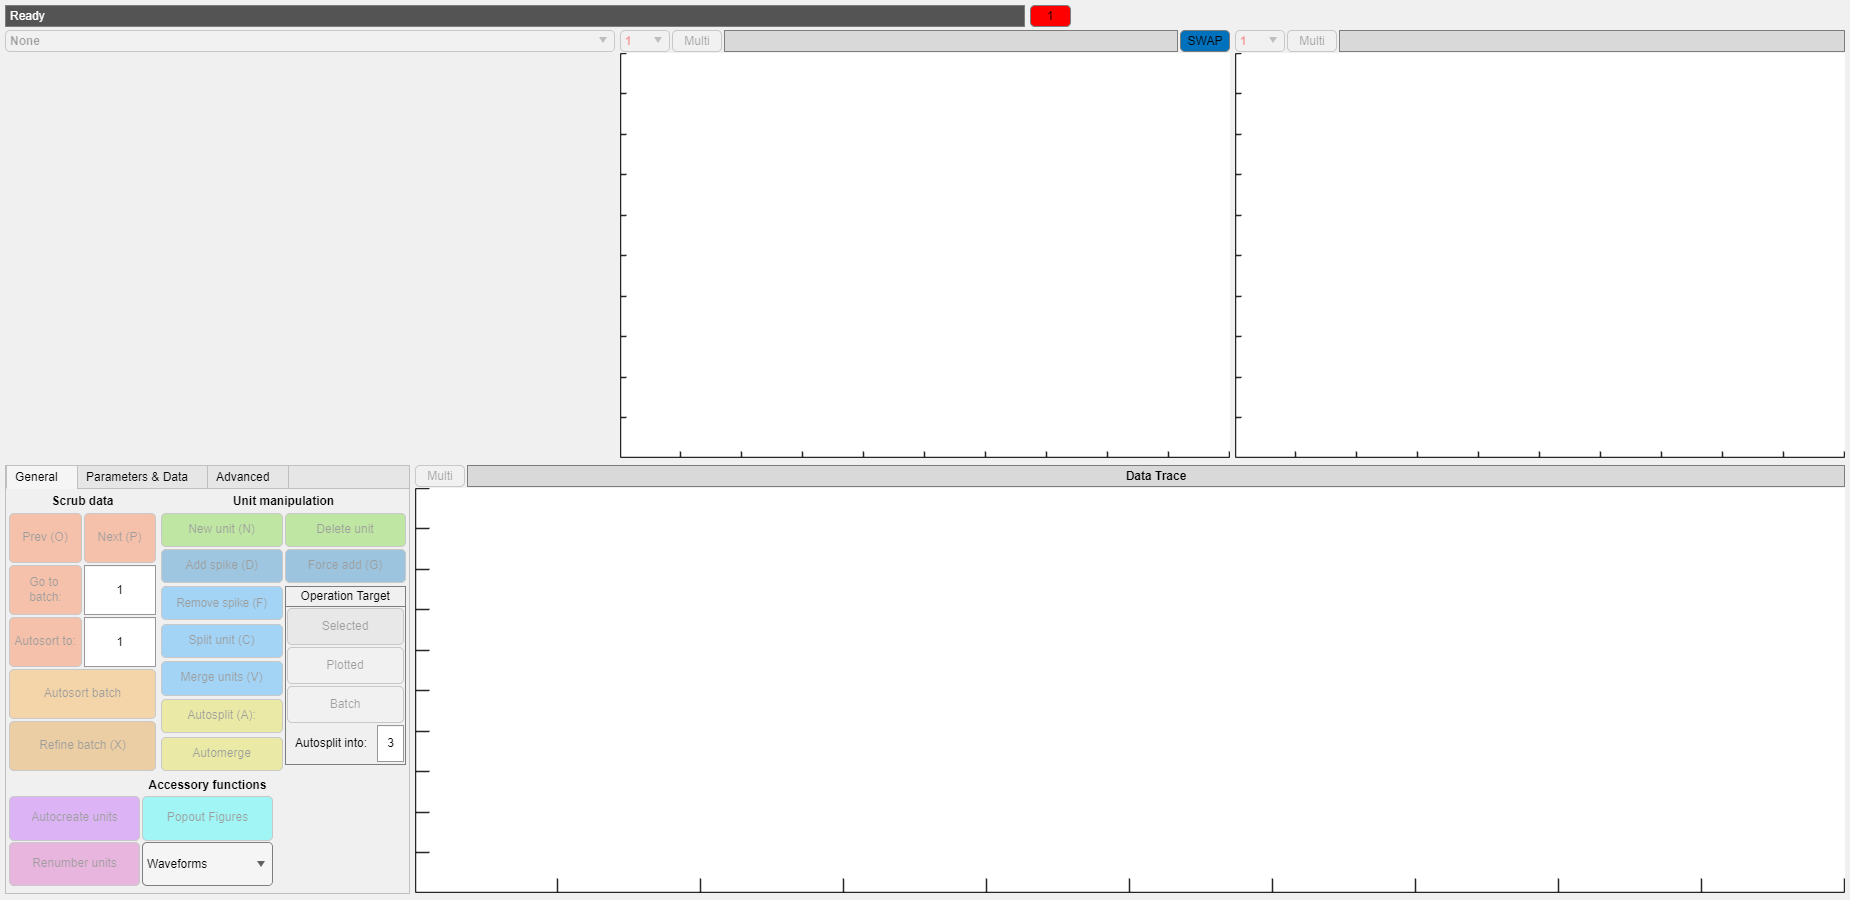 Ready
1
None
1
Multi
SWAP
1
Multi
General
Parameters & Data
Advanced
Multi
Data Trace
Scrub data
Unit manipulation
Prev (O)
Next (P)
New unit (N)
Delete unit
Add spike (D)
Force add (G)
Go to
batch:
1
Remove spike (F)
Operation Target
Autosort to:
1
Split unit (C)
Selected
Merge units (V)
Plotted
Autosort batch
Autosplit (A):
Batch
Refine batch (X)
Automerge
Autosplit into:
3
Accessory functions
Autocreate units
Popout Figures
Renumber units
Waveforms